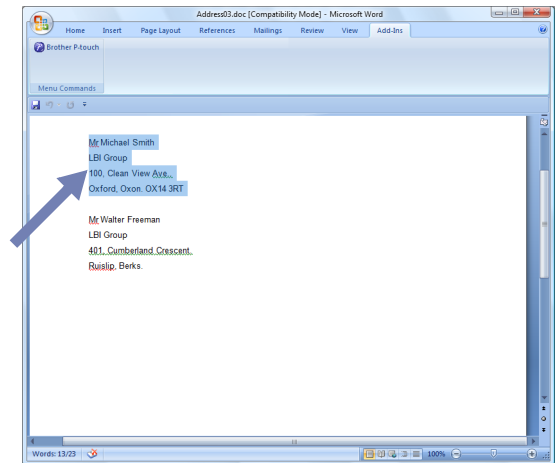 Address03.doc [Compatibility Mode] - Microsoft Word
Home Insert Page Layout References Mailings Review View Add-Ins
Brother P-touch
Menu Commands
Mr Michael Smith
LBI Group
100, Clean View Ave.,
Oxford, Oxon. OX14 3RT
Mr Walter Freeman
LBI Group
401, Cumberland Crescent,
Ruislip, Berks.
Words: 13/23 100%